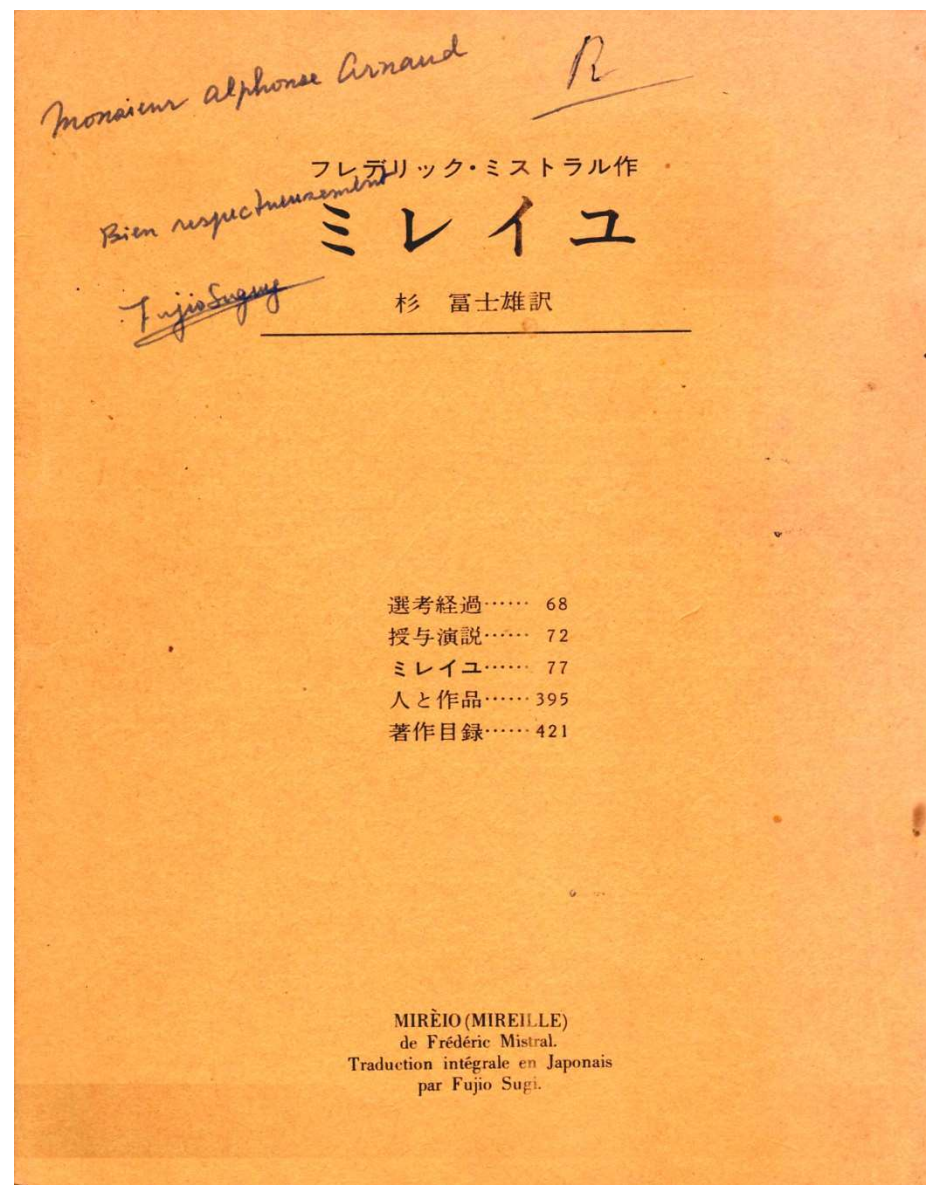 Monsieur Alphonse Arnaud
R
フレデリック・ミストラル作
Bien respectueusement
ミレイユ
杉 冨士雄訳
選考経過…… 68
授与演説…… 72
ミレイユ…… 77
人と作品…… 395
著作目録…… 421
MIRÈIO (MIREILLE)
de Frédéric Mistral.
Traduction intégrale en Japonais
par Fujio Sugi.